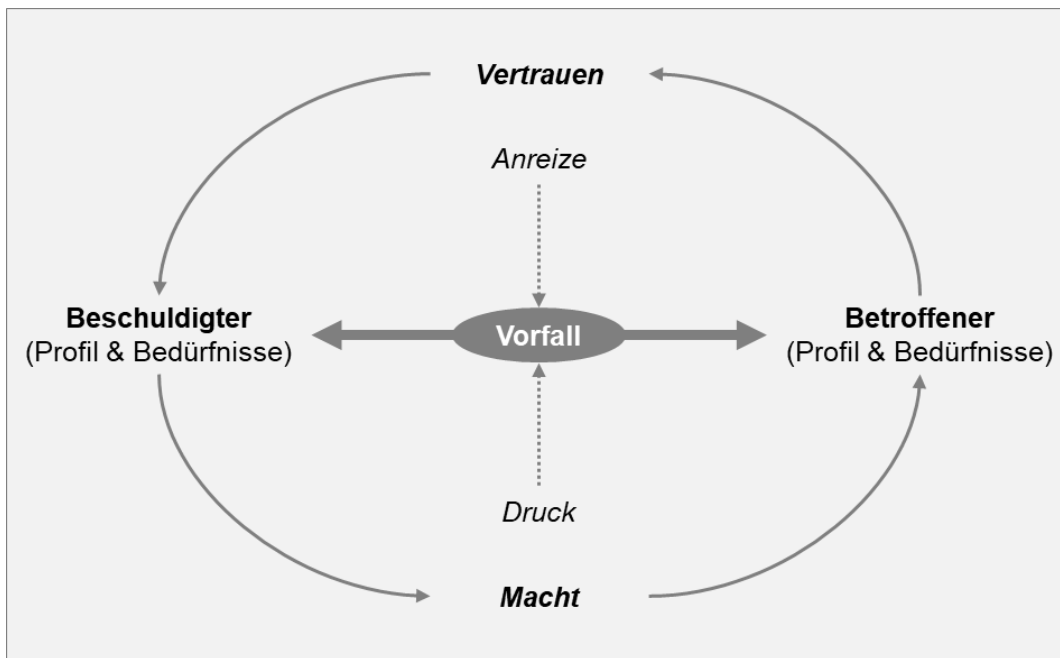 Vertrauen
Anreize
Beschuldigter
(Profil & Bedürfnisse)
Vorfall
Betroffener
(Profil & Bedürfnisse)
Druck
Macht